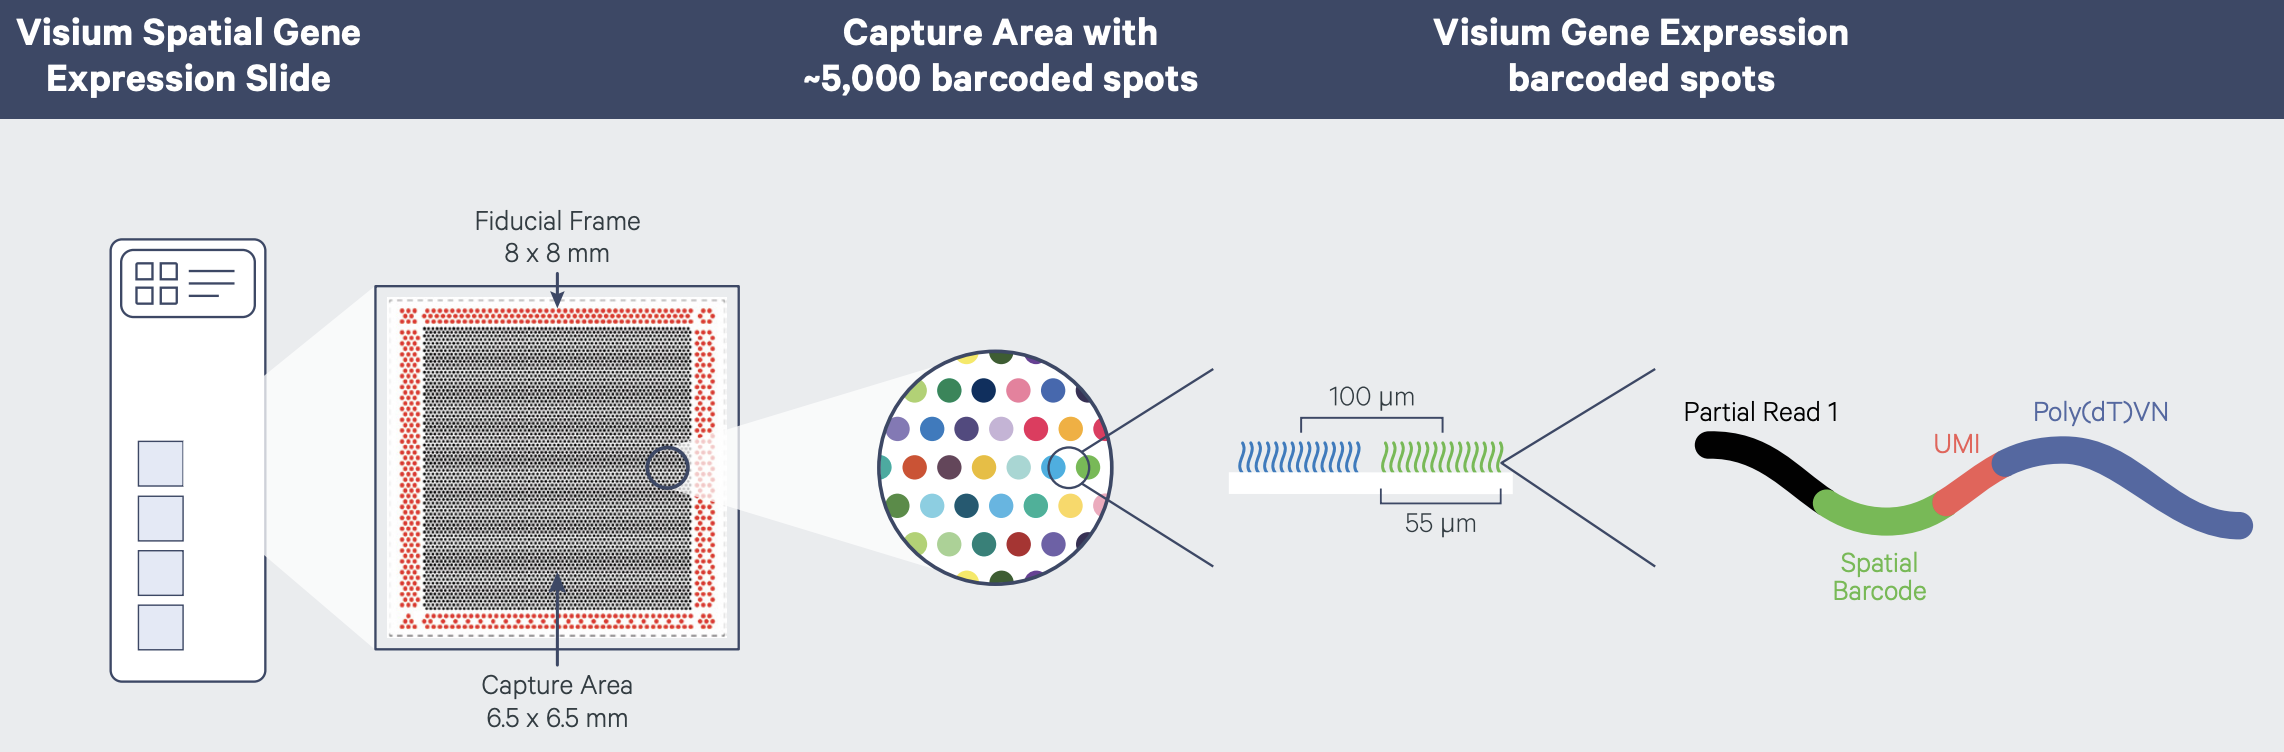 Visium Spatial Gene
Expression Slide
Capture Area with
~5,000 barcoded spots
Visium Gene Expression
barcoded spots
Fiducial Frame
8 x 8 mm
Capture Area
6.5 x 6.5 mm
100 µm
55 µm
Partial Read 1
Spatial
Barcode
UMI
Poly(dT)VN